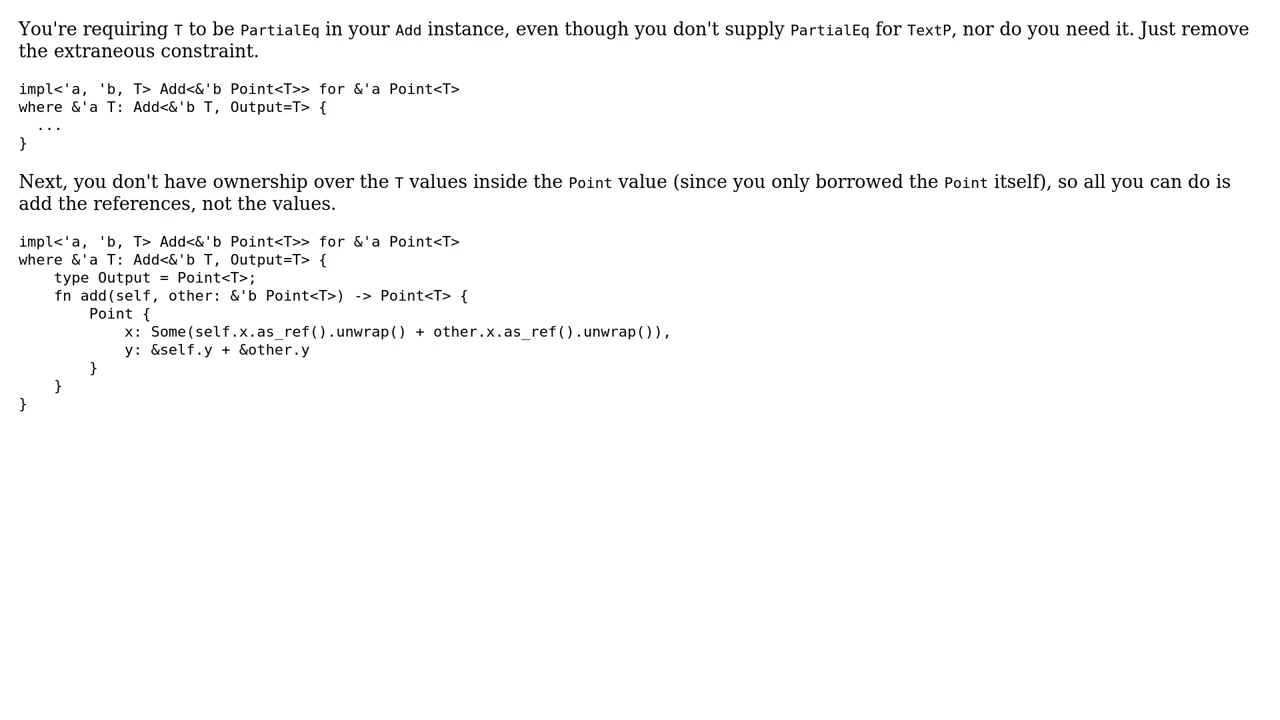 You're requiring T to be PartialEq in your Add instance, even though you don't supply PartialEq for TextP, nor do you need it. Just remove
the extraneous constraint.
impl<'a, 'b, T> Add<&'b Point<T>> for &'a Point<T>
where &'a T: Add<&'b T, Output=T> {
  ...
}
Next, you don't have ownership over the T values inside the Point value (since you only borrowed the Point itself), so all you can do is
add the references, not the values.
impl<'a, 'b, T> Add<&'b Point<T>> for &'a Point<T>
where &'a T: Add<&'b T, Output=T> {
    type Output = Point<T>;
    fn add(self, other: &'b Point<T>) -> Point<T> {
        Point {
            x: Some(self.x.as_ref().unwrap() + other.x.as_ref().unwrap()),
            y: &self.y + &other.y
        }
    }
}